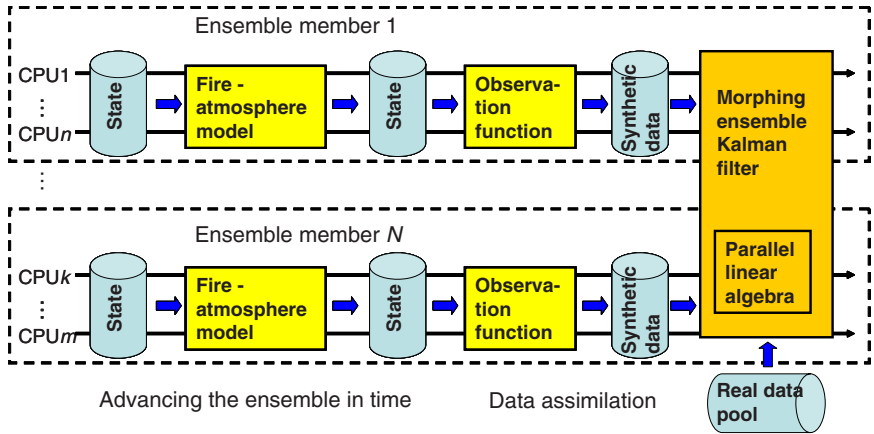 Ensemble member 1
CPU1
⋮
CPUn
State
Fire -
atmosphere
model
State
Observa-
tion
function
Synthetic
data
Morphing
ensemble
Kalman
filter
⋮
Ensemble member N
CPUk
⋮
CPUm
State
Fire -
atmosphere
model
State
Observa-
tion
function
Synthetic
data
Parallel
linear
algebra
Advancing the ensemble in time
Data assimilation
Real data
pool